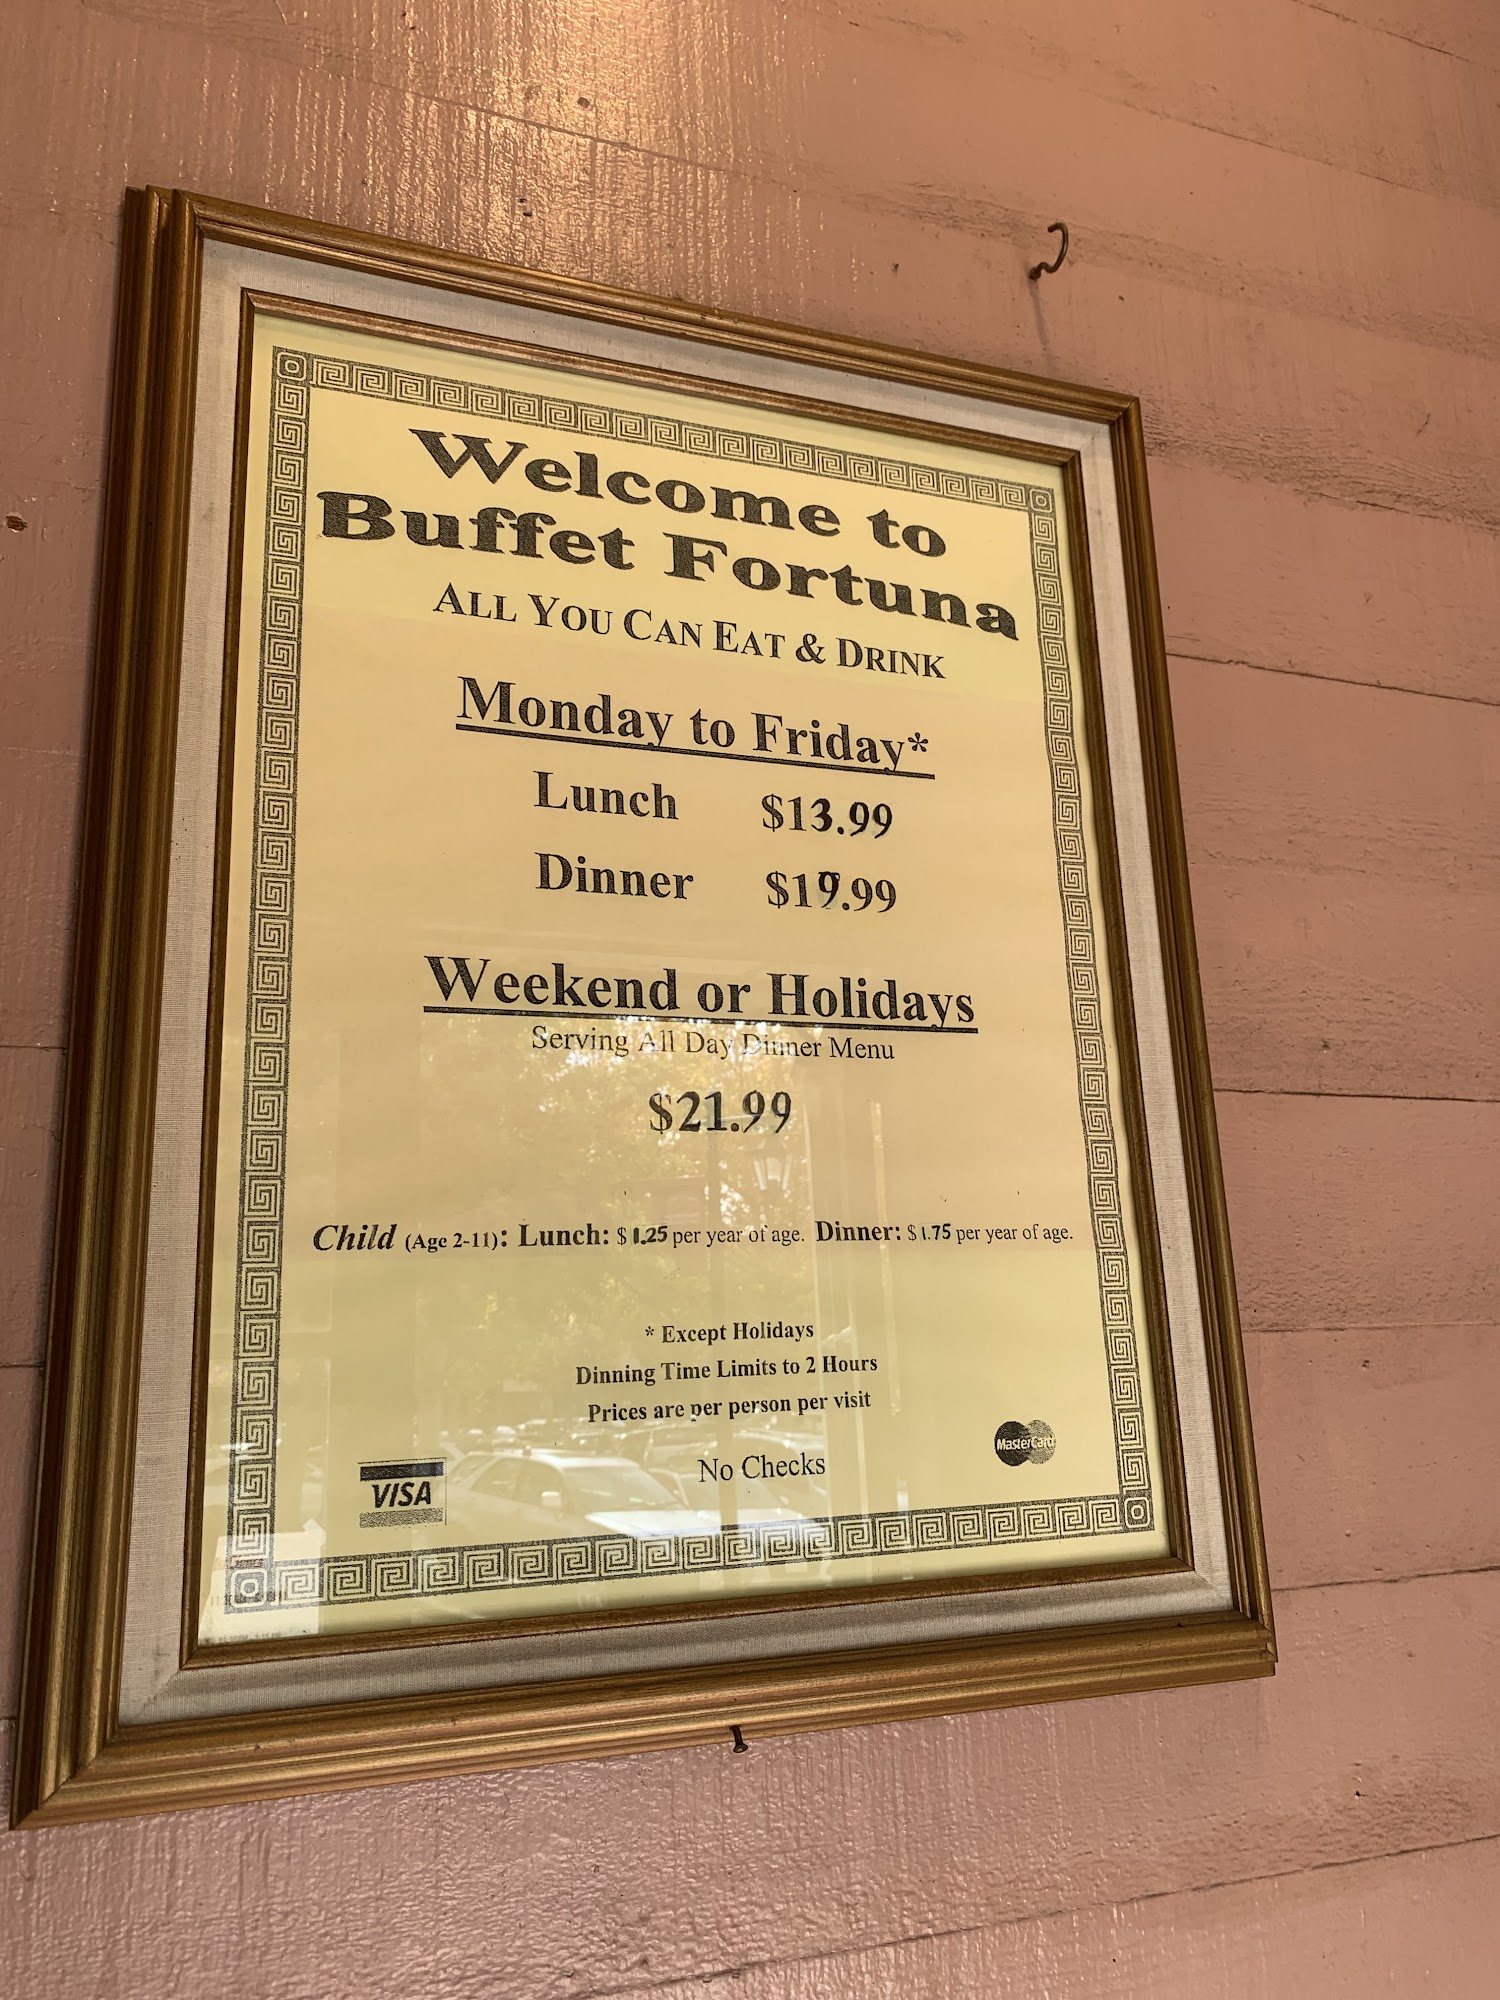 Welcome to
Buffet Fortuna
ALL YOU CAN EAT & DRINK
Monday to Friday*
Lunch $13.99
Dinner $19.99
Weekend or Holidays
Serving All Day Dinner Menu
$21.99
Child (Age 2-11): Lunch: $ 1.25 per year of age. Dinner: $ 1.75 per year of age.
* Except Holidays
Dinning Time Limits to 2 Hours
Prices are per person per visit
No Checks
VISA
MasterCard